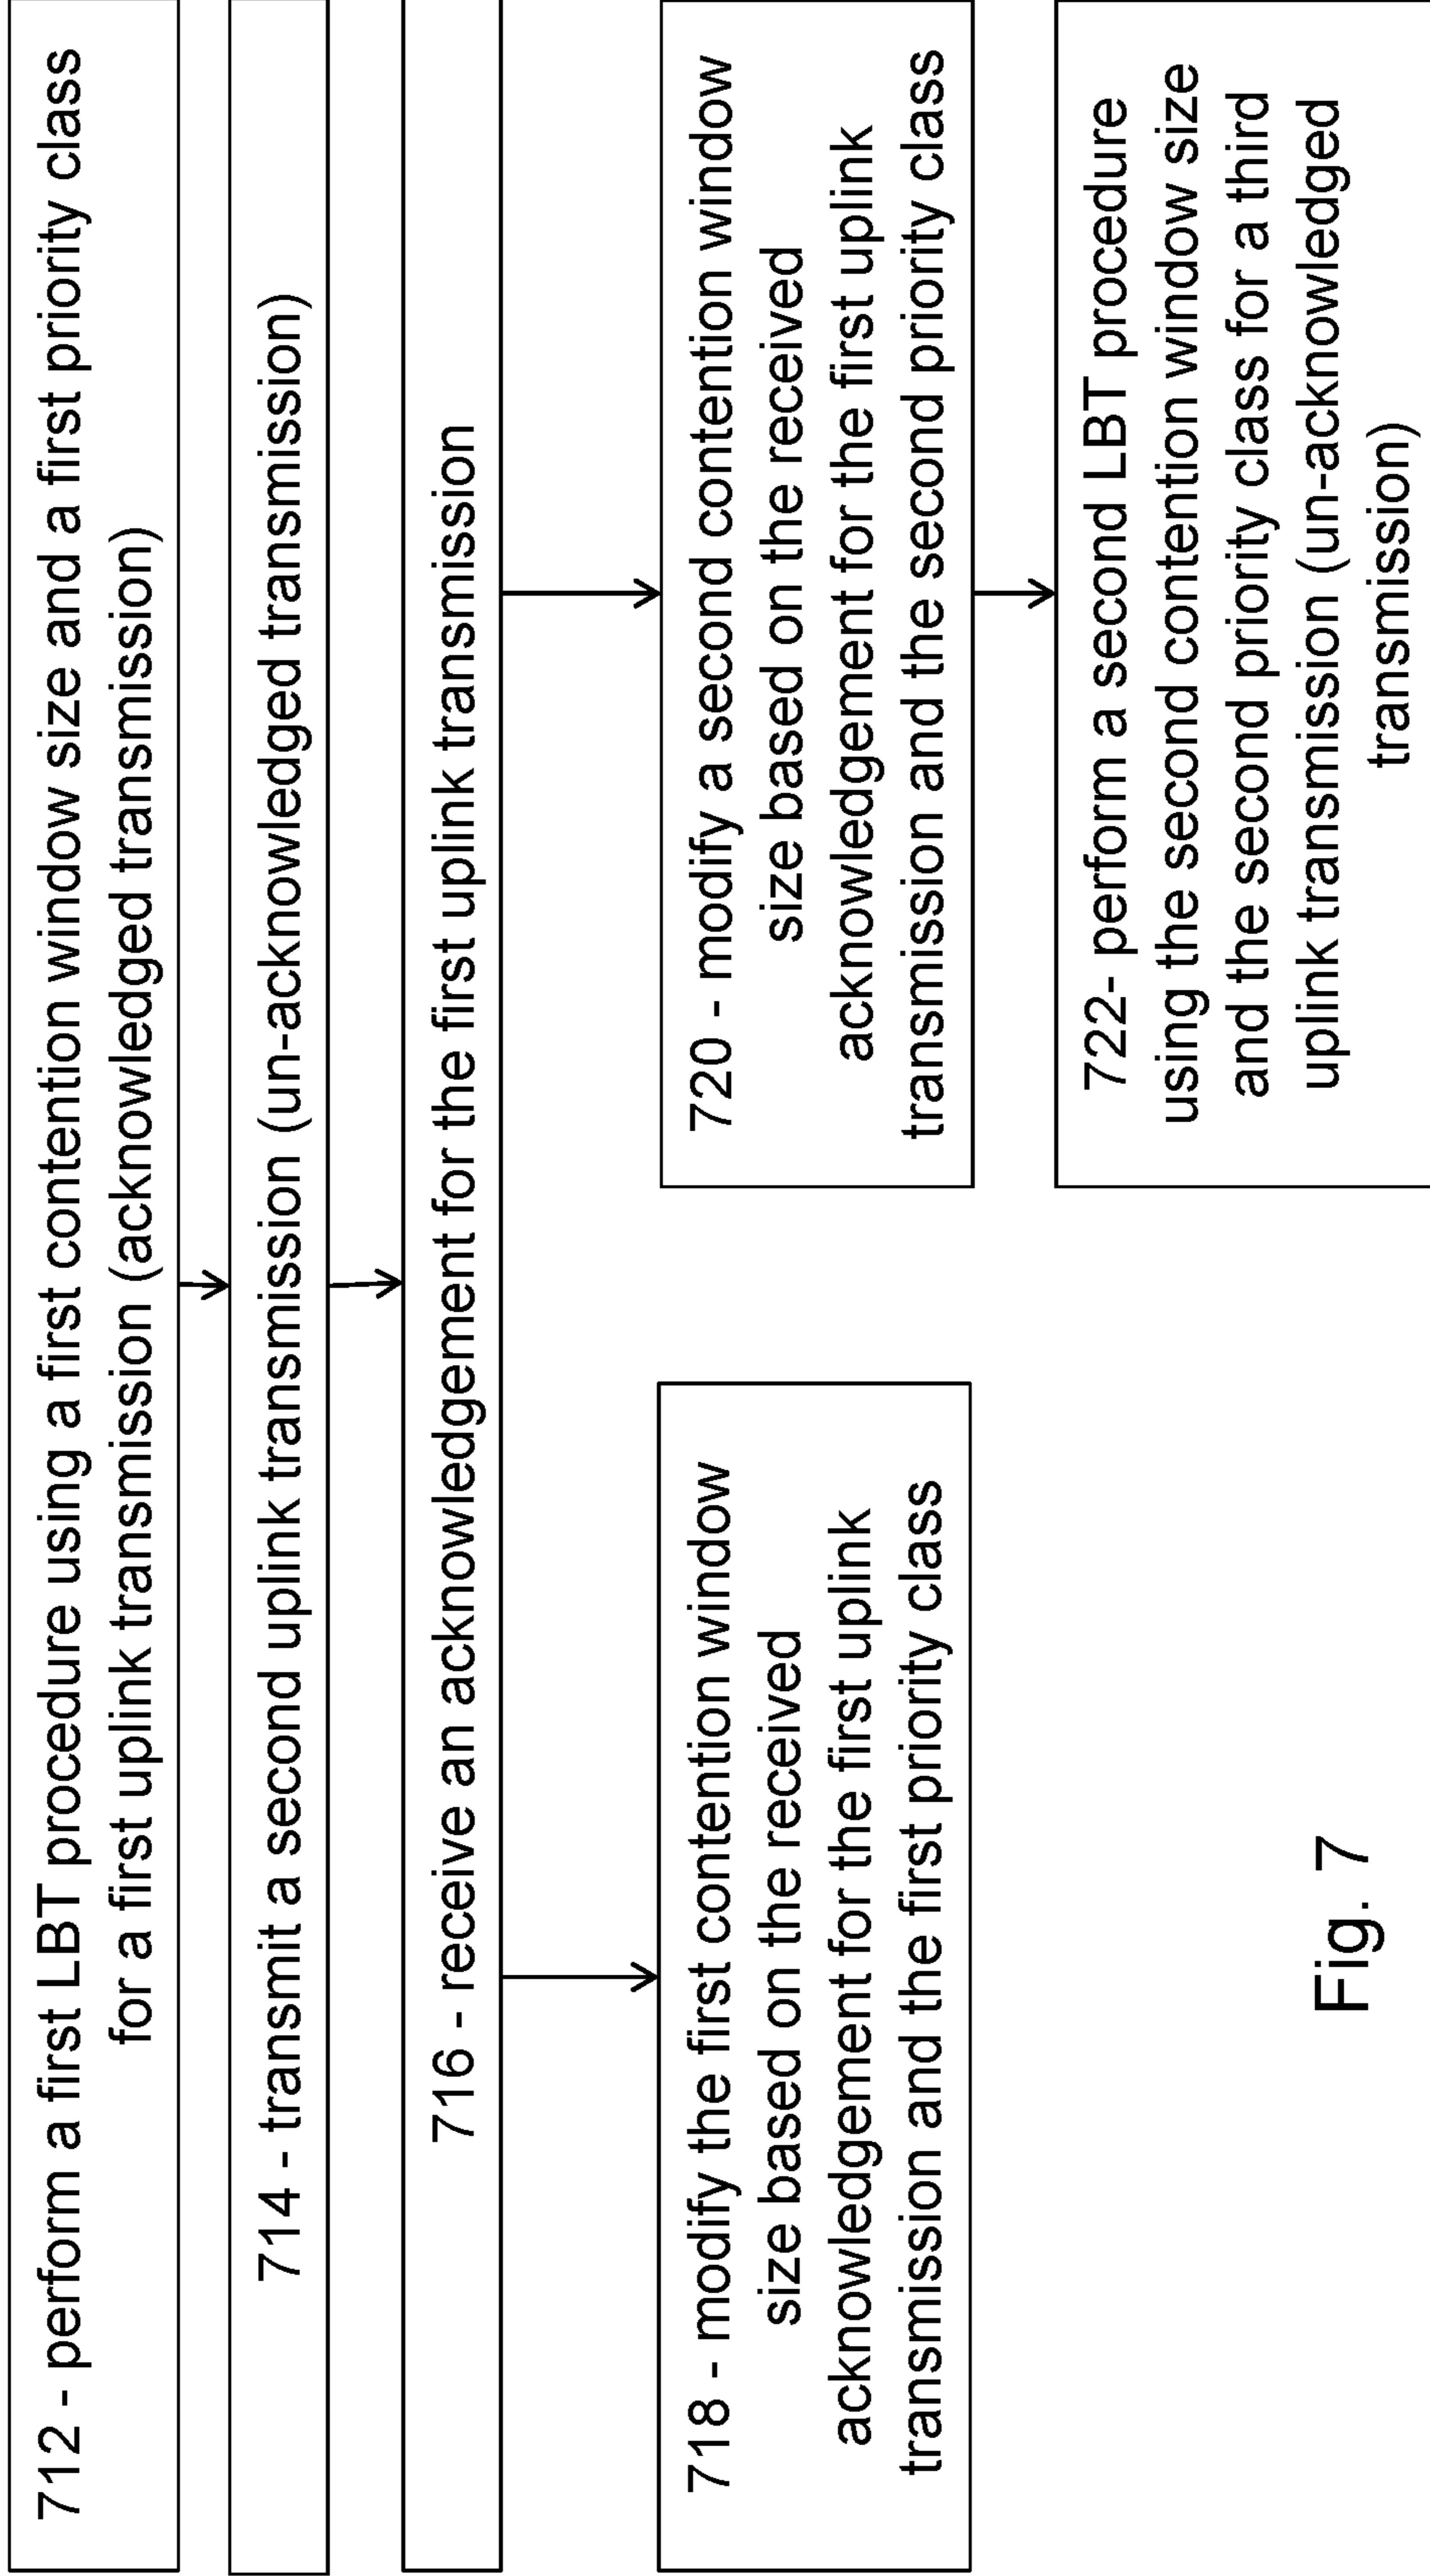 712 - perform a first LBT procedure using a first contention window size and a first priority class
for a first uplink transmission (acknowledged transmission)
714 - transmit a second uplink transmission (un-acknowledged transmission)
716 - receive an acknowledgement for the first uplink transmission
718 - modify the first contention window
size based on the received
acknowledgement for the first uplink
transmission and the first priority class
720 - modify a second contention window
size based on the received
acknowledgement for the first uplink
transmission and the second priority class
722- perform a second LBT procedure
using the second contention window size
and the second priority class for a third
uplink transmission (un-acknowledged
transmission)
Fig. 7